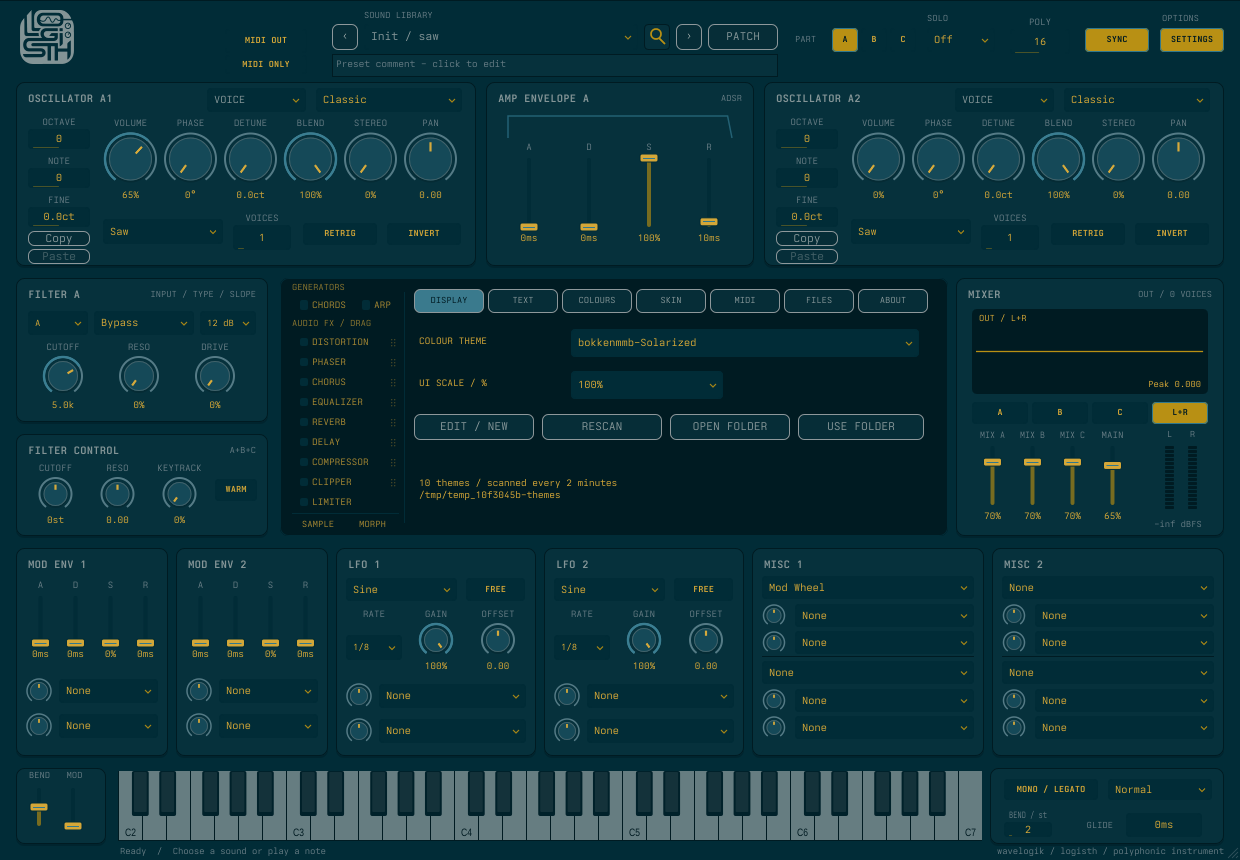 LOGISTH
SOUND LIBRARY
SOLO
POLY
OPTIONS
MIDI OUT
‹ Init / saw › PATCH
PART A B C Off 16 SYNC SETTINGS
MIDI ONLY
Preset comment - click to edit
OSCILLATOR A1 VOICE Classic
OCTAVE VOLUME PHASE DETUNE BLEND STEREO PAN
0
NOTE
0
65% 0° 0.0ct 100% 0% 0.00
FINE
0.0ct
VOICES
Saw 1 RETRIG INVERT
Copy
Paste
AMP ENVELOPE A ADSR
A D S R
0ms 0ms 100% 10ms
OSCILLATOR A2 VOICE Classic
OCTAVE VOLUME PHASE DETUNE BLEND STEREO PAN
0
NOTE
0
0% 0° 0.0ct 100% 0% 0.00
FINE
0.0ct
VOICES
Saw 1 RETRIG INVERT
Copy
Paste
FILTER A INPUT / TYPE / SLOPE
A Bypass 12 dB
CUTOFF RESO DRIVE
5.0k 0% 0%
FILTER CONTROL A+B+C
CUTOFF RESO KEYTRACK
WARM
0st 0.00 0%
GENERATORS
CHORDS ARP
AUDIO FX / DRAG
DISTORTION
PHASER
CHORUS
EQUALIZER
REVERB
DELAY
COMPRESSOR
CLIPPER
LIMITER
SAMPLE MORPH
DISPLAY TEXT COLOURS SKIN MIDI FILES ABOUT
COLOUR THEME bokkenmmb-Solarized
UI SCALE / % 100%
EDIT / NEW RESCAN OPEN FOLDER USE FOLDER
10 themes / scanned every 2 minutes
/tmp/temp_10f3045b-themes
MIXER OUT / 0 VOICES
OUT / L+R
Peak 0.000
A B C L+R
MIX A MIX B MIX C MAIN L R
70% 70% 70% 65%
-inf dBFS
MOD ENV 1
A D S R
0ms 0ms 0% 0ms
None
None
MOD ENV 2
A D S R
0ms 0ms 0% 0ms
None
None
LFO 1
Sine FREE
RATE GAIN OFFSET
1/8
100% 0.00
None
None
LFO 2
Sine FREE
RATE GAIN OFFSET
1/8
100% 0.00
None
None
MISC 1
Mod Wheel
None
None
None
None
None
MISC 2
None
None
None
None
None
None
BEND MOD
C2 C3 C4 C5 C6 C7
MONO / LEGATO Normal
BEND / st
2 GLIDE 0ms
Ready / Choose a sound or play a note
wavelogik / logisth / polyphonic instrument